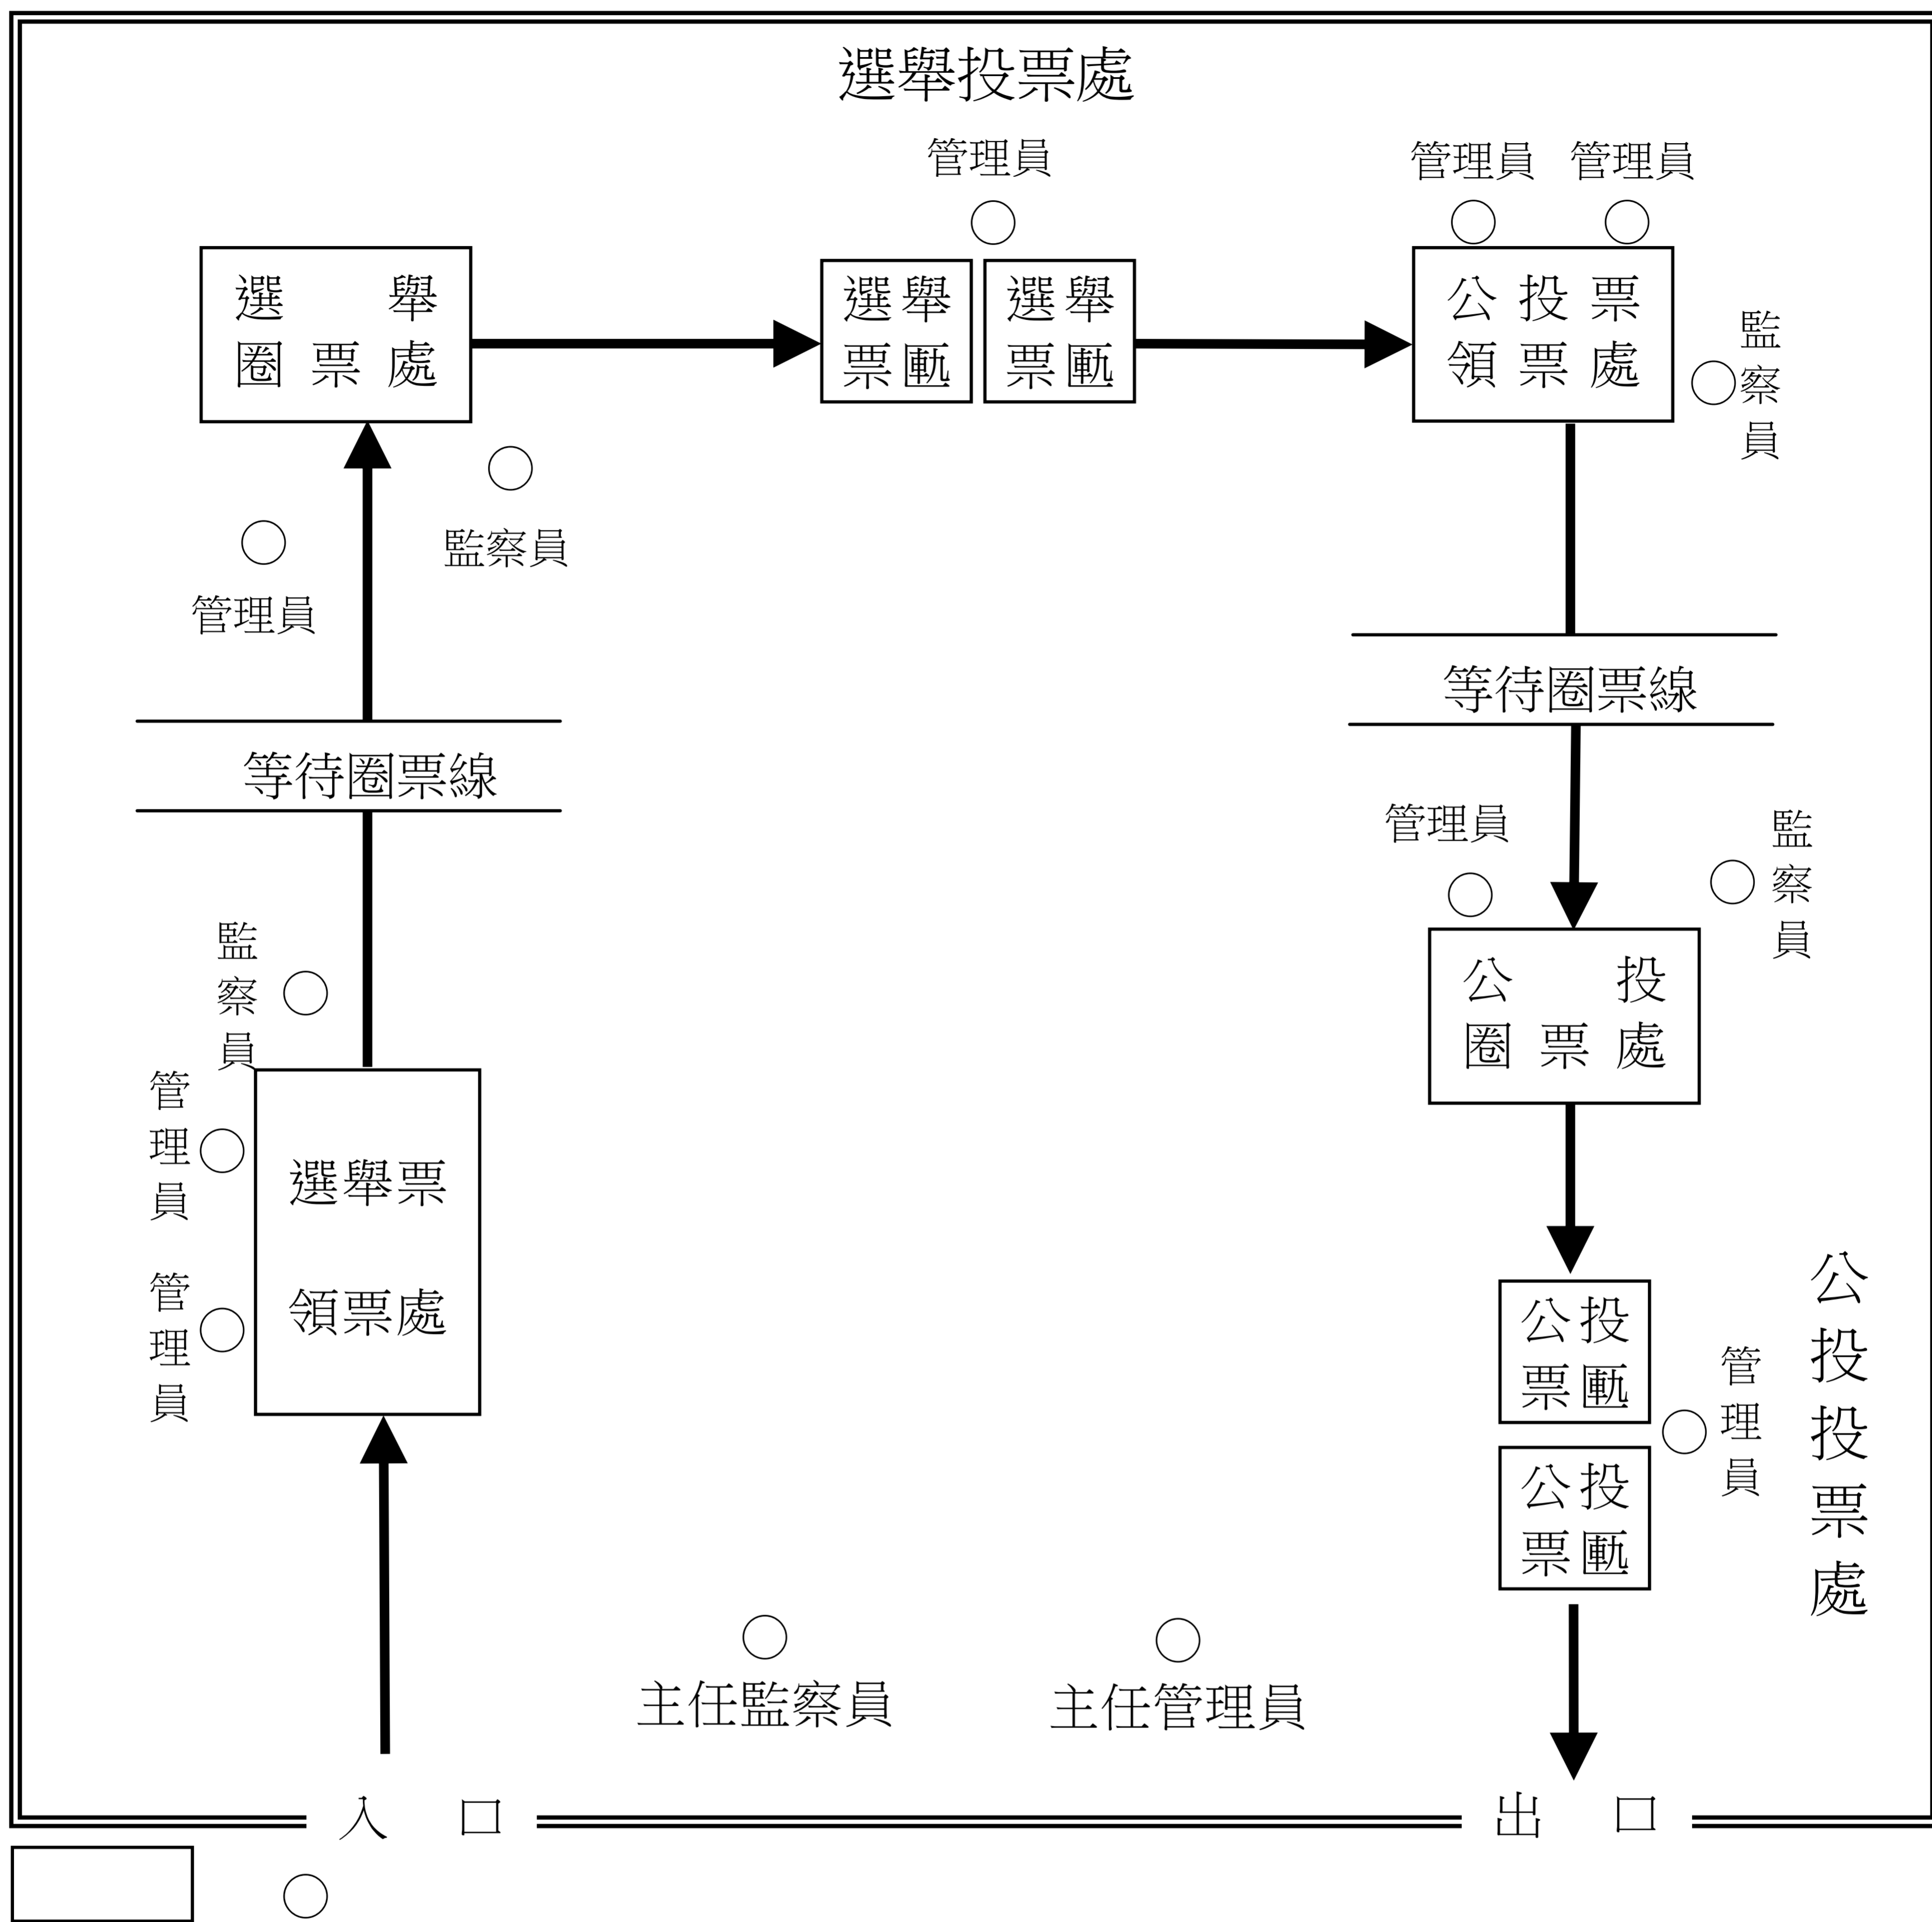 選舉投票處
管理員
管理員
管理員
選舉
圈票處
選舉
票匭
選舉
票匭
公投票
領票處
監察員
監察員
管理員
等待圈票線
等待圈票線
管理員
監察員
監察員
公投
圈票處
管理員
選舉票
領票處
管理員
公投
票匭
公投
票匭
管理員
公投投票處
主任監察員
主任管理員
入口
出口